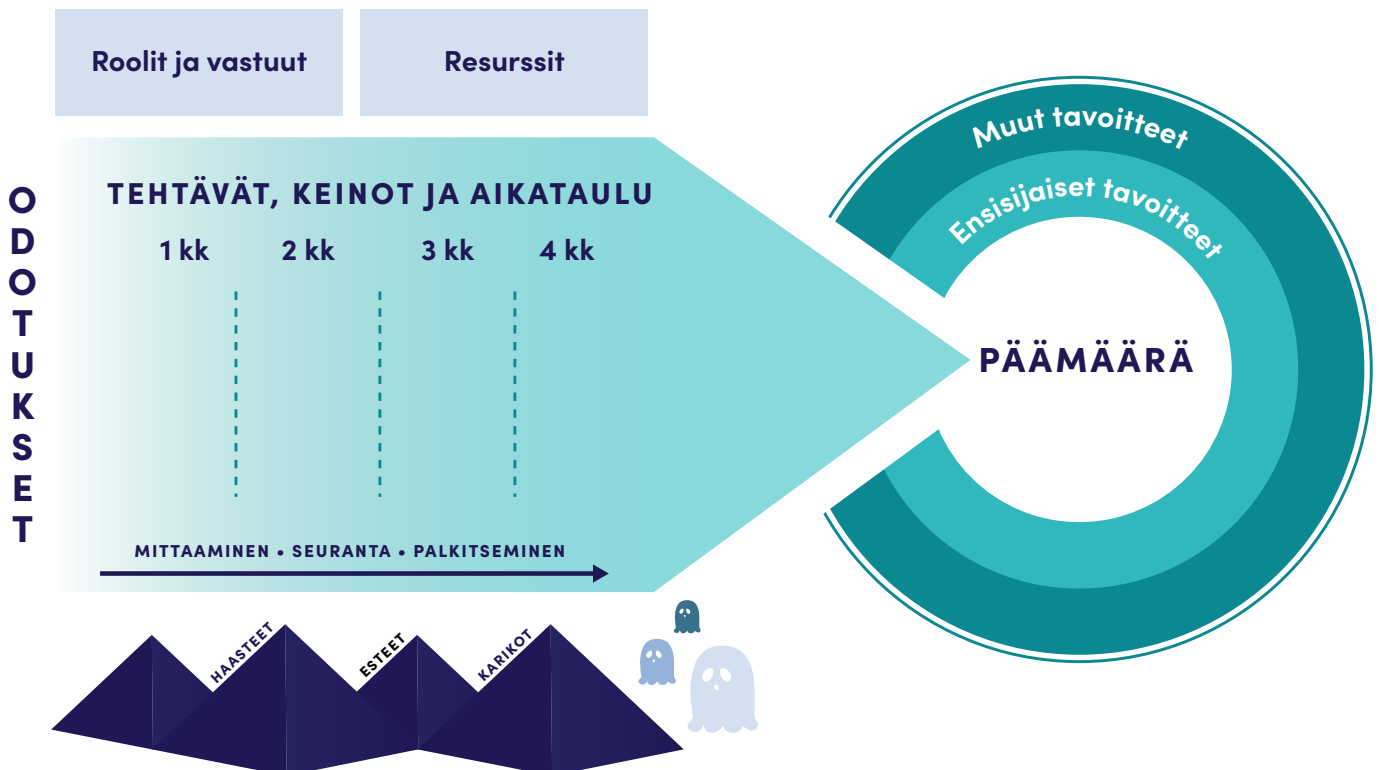 Roolit ja vastuut
Resurssit
ODOTUKSET
TEHTÄVÄT, KEINOT JA AIKATAULU
1 kk
2 kk
3 kk
4 kk
MITTAAMINEN • SEURANTA • PALKITSEMINEN
HAASTEET
ESTEET
KARIKOT
Muut tavoitteet
Ensisijaiset tavoitteet
PÄÄMÄÄRÄ